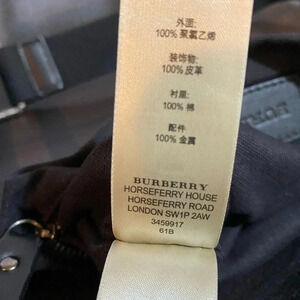 外面:
100% 聚氯乙烯
装饰物:
100% 皮革
衬里:
100% 棉
配件
100% 金属
BURBERRY
HORSEFERRY HOUSE
HORSEFERRY ROAD
LONDON SW1P 2AW
3459917
61B